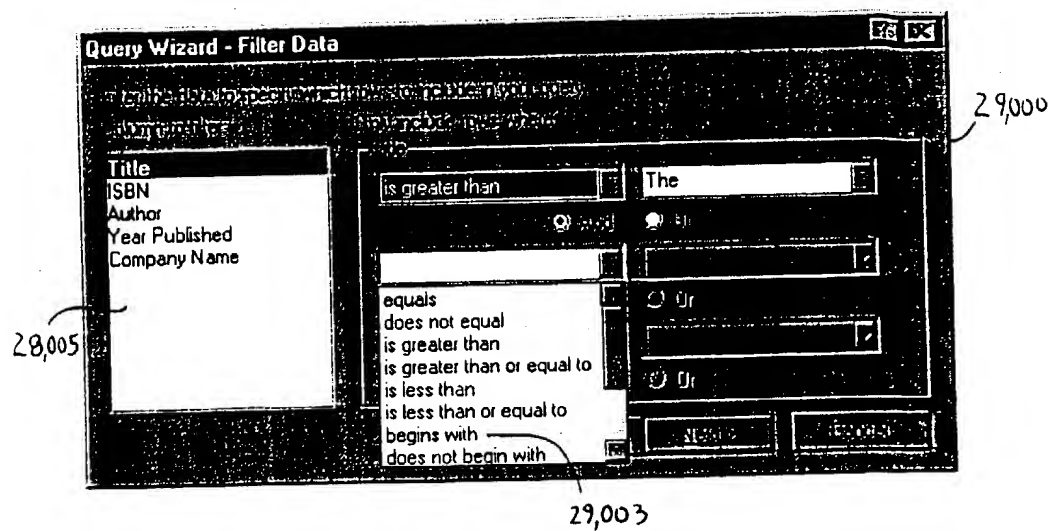 Query Wizard - Filter Data
29,000
Title
ISBN
Author
Year Published
Company Name
28,005
is greater than
The
And
Or
equals
does not equal
is greater than
is greater than or equal to
is less than
is less than or equal to
begins with
does not begin with
Or
Or
29,003